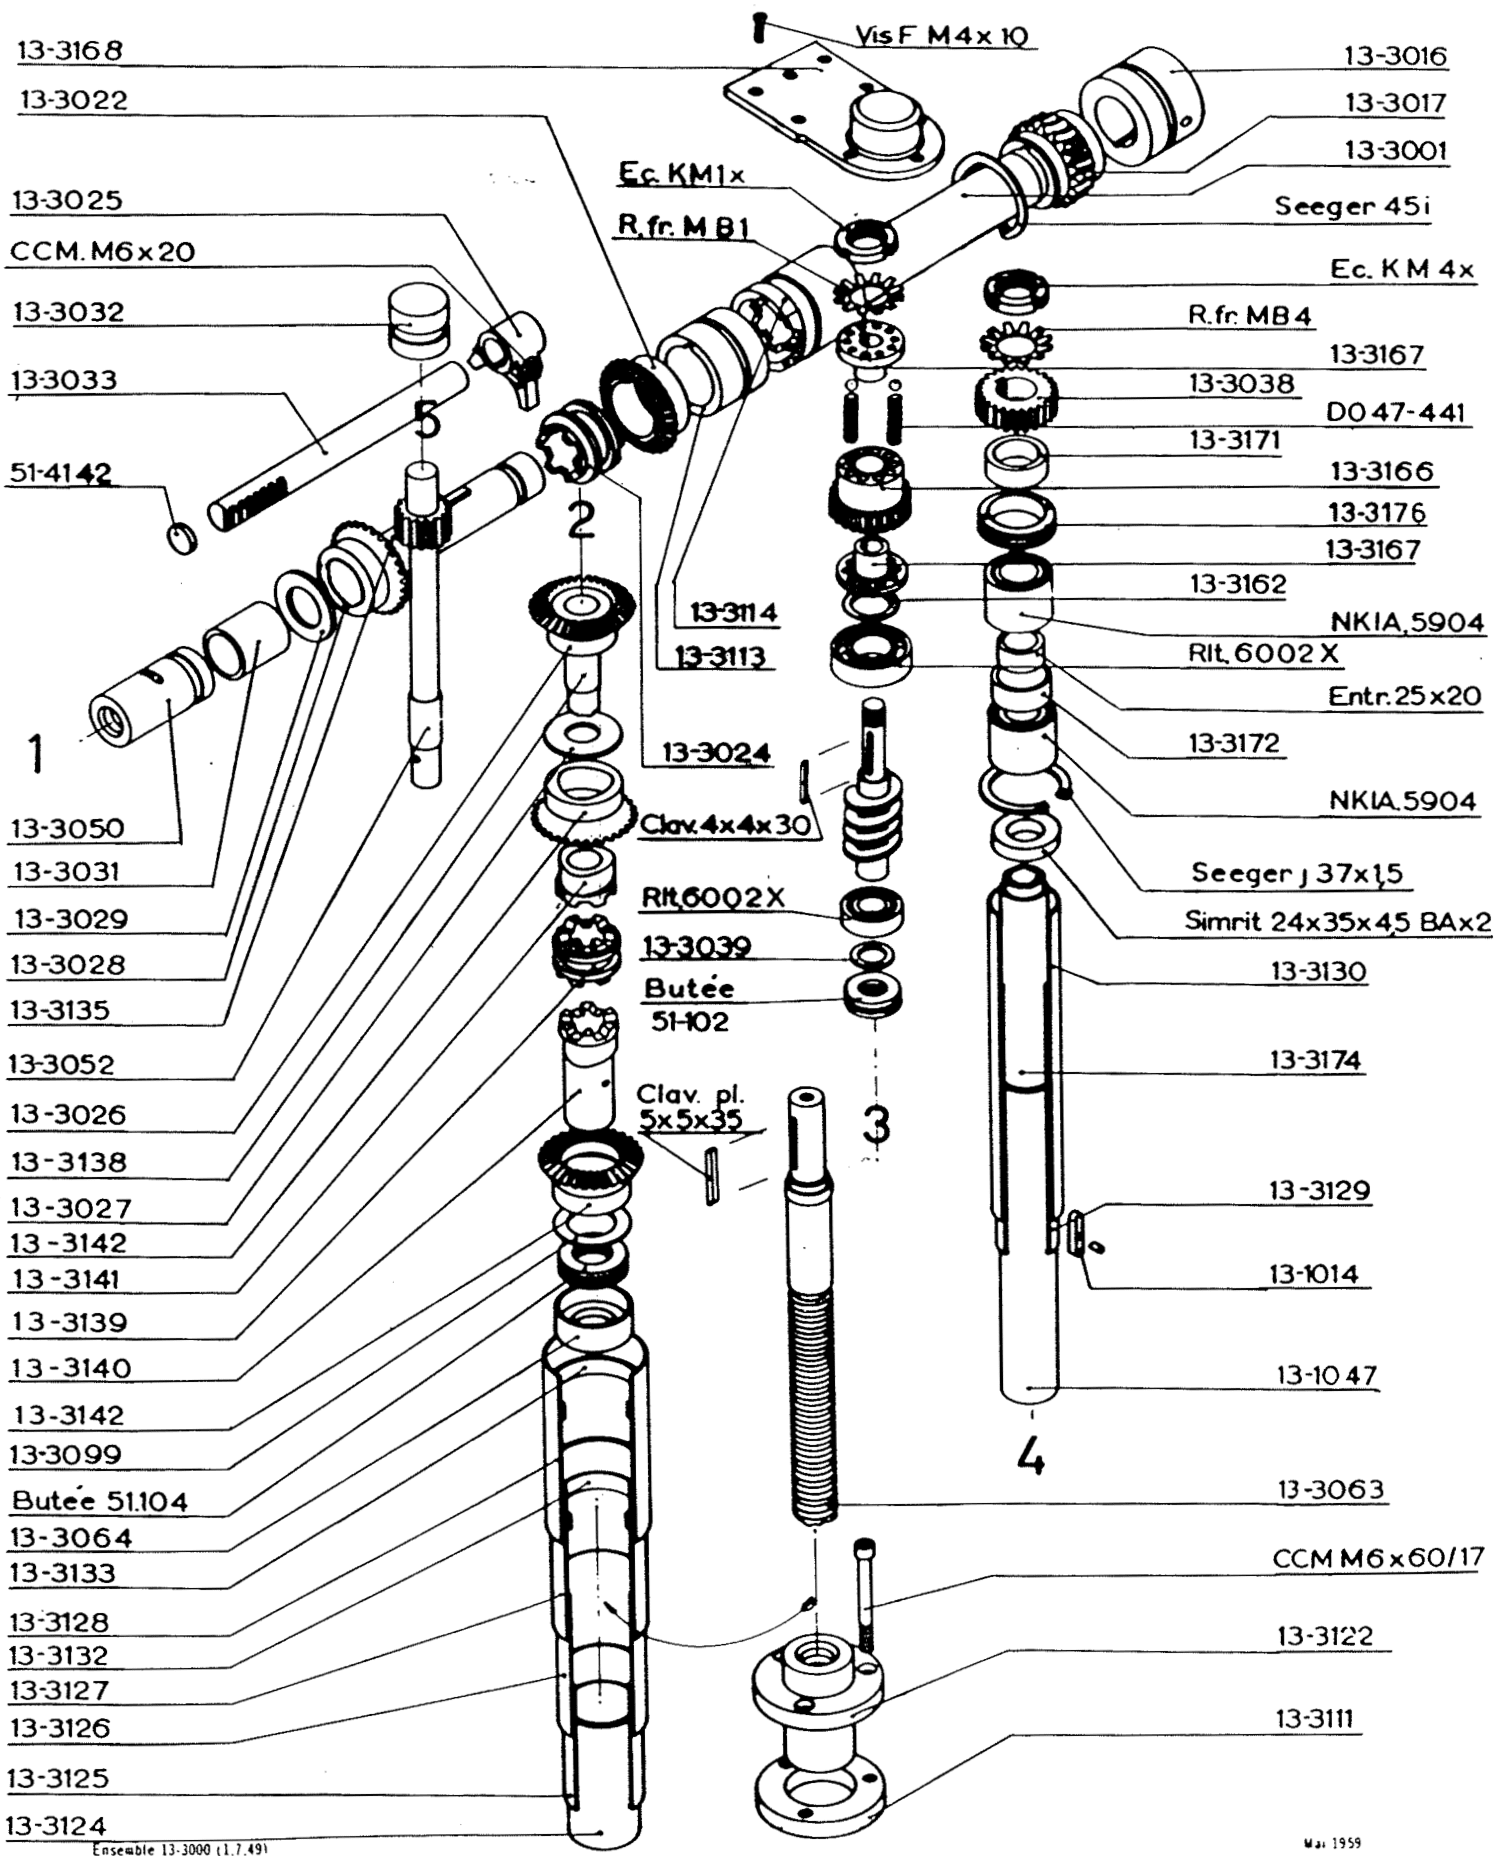 13-3168
13-3022
13-3025
CCM. M6x20
13-3032
13-3033
51-4142
1
13-3050
13-3031
13-3029
13-3028
13-3135
13-3052
13-3026
13-3138
13-3027
13-3142
13-3141
13-3139
13-3140
13-3142
13-3099
Butée 51.104
13-3064
13-3133
13-3128
13-3132
13-3127
13-3126
13-3125
13-3124
Ensemble 13-3000 (1.7.49)
5
2
Vis F M4x10
Ec. KM1x
R.fr. MB1
13-3114
13-3113
13-3024
Clav. 4x4x30
Rlt. 6002X
13-3039
Butée
51-102
Clav. pl.
5x5x35
3
13-3016
13-3017
13-3001
Seeger 45i
Ec. KM4x
R.fr. MB4
13-3167
13-3038
DO 47-441
13-3171
13-3166
13-3176
13-3167
13-3162
NKIA. 5904
Rlt. 6002X
Entr. 25x20
13-3172
NKIA. 5904
Seeger j 37x1,5
Simrit 24x35x4,5 BAx2
13-3130
13-3174
13-3129
13-1014
13-1047
4
13-3063
CCM M6x60/17
13-3122
13-3111
Mai 1959